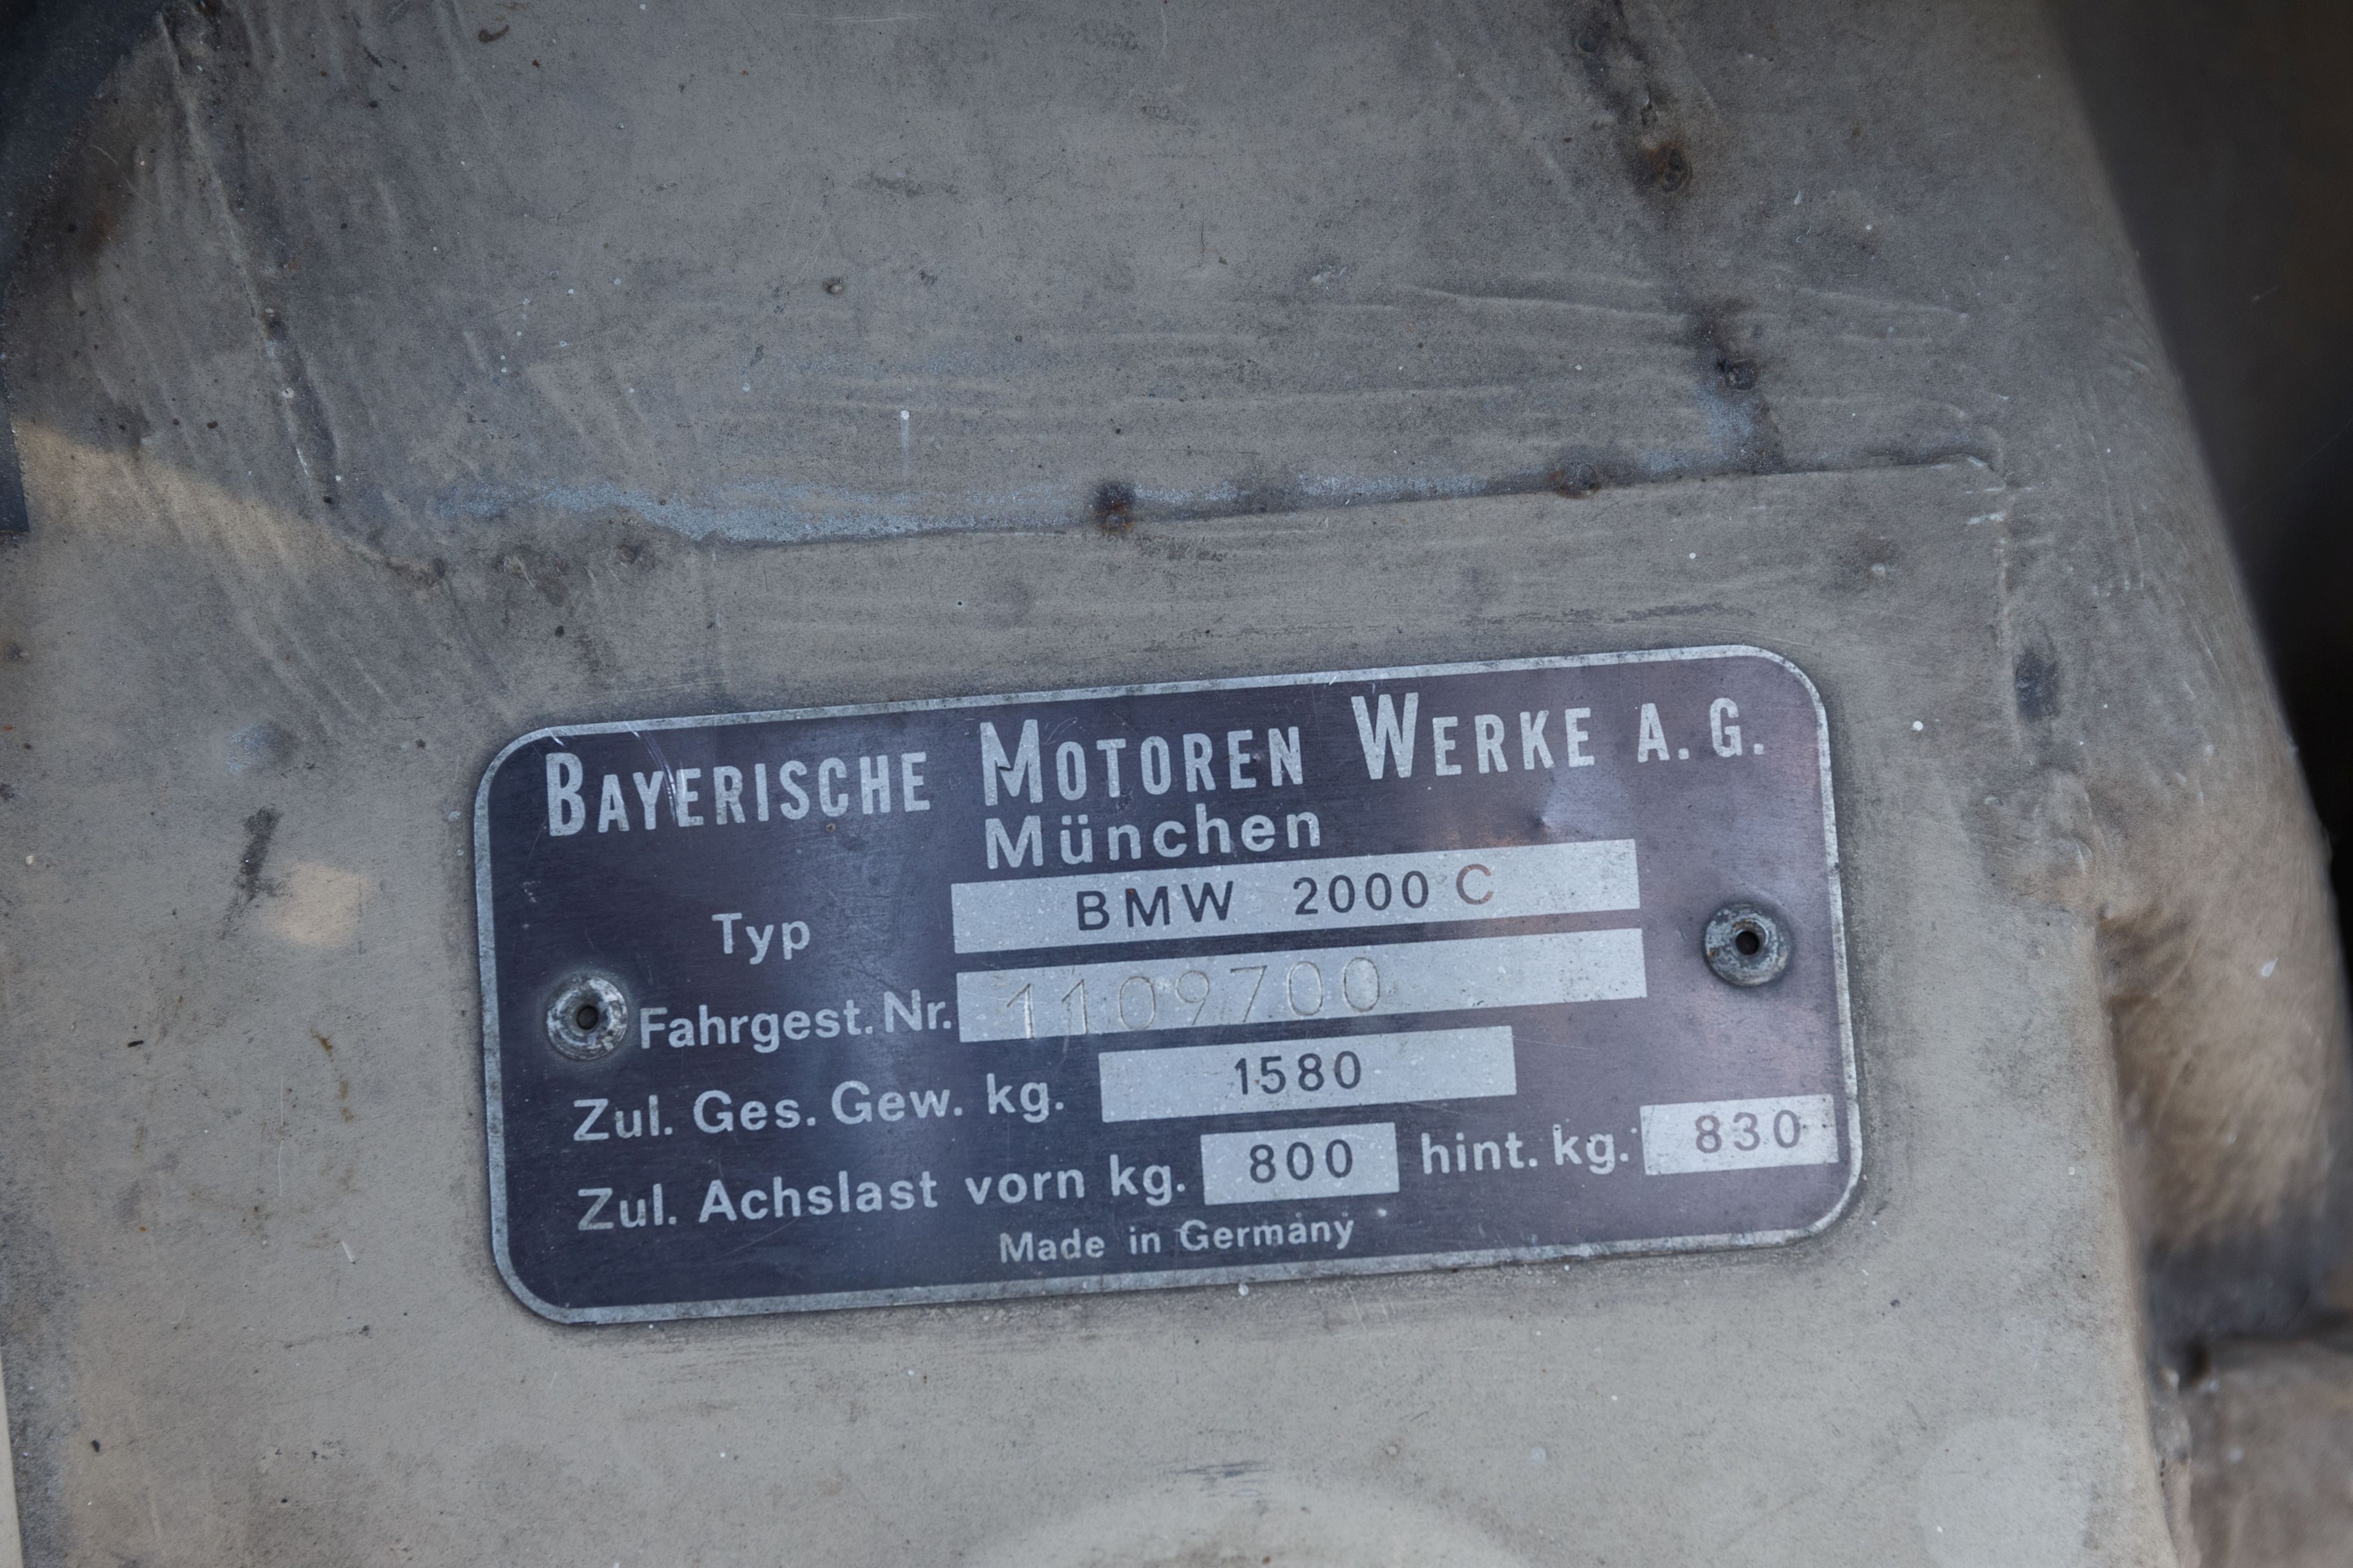 BAYERISCHE MOTOREN WERKE A.G.
München
Typ BMW 2000 C
Fahrgest. Nr. 1109700
Zul. Ges. Gew. kg. 1580
Zul. Achslast vorn kg. 800 hint. kg. 830
Made in Germany